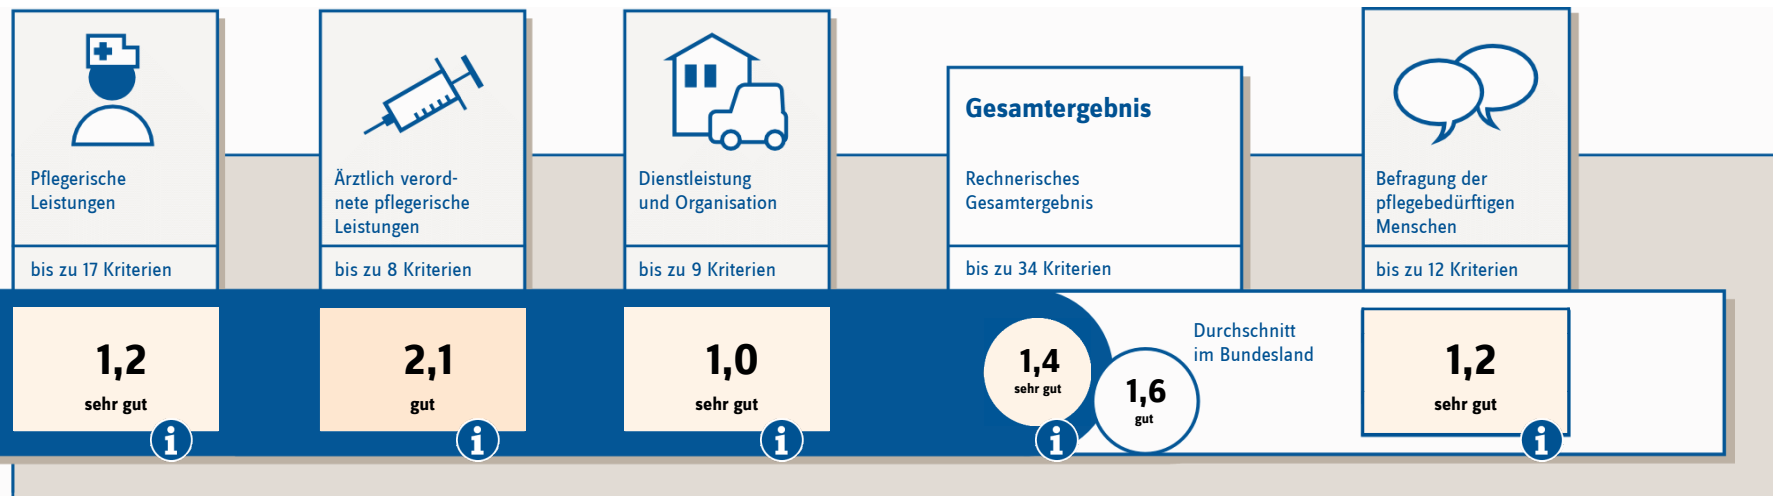 Pflegerische
Leistungen
bis zu 17 Kriterien
1,2
sehr gut
i
Ärztlich verord-
nete pflegerische
Leistungen
bis zu 8 Kriterien
2,1
gut
i
Dienstleistung
und Organisation
bis zu 9 Kriterien
1,0
sehr gut
i
Gesamtergebnis
Rechnerisches
Gesamtergebnis
bis zu 34 Kriterien
1,4
sehr gut
i
1,6
gut
Durchschnitt
im Bundesland
Befragung der
pflegebedürftigen
Menschen
bis zu 12 Kriterien
1,2
sehr gut
i